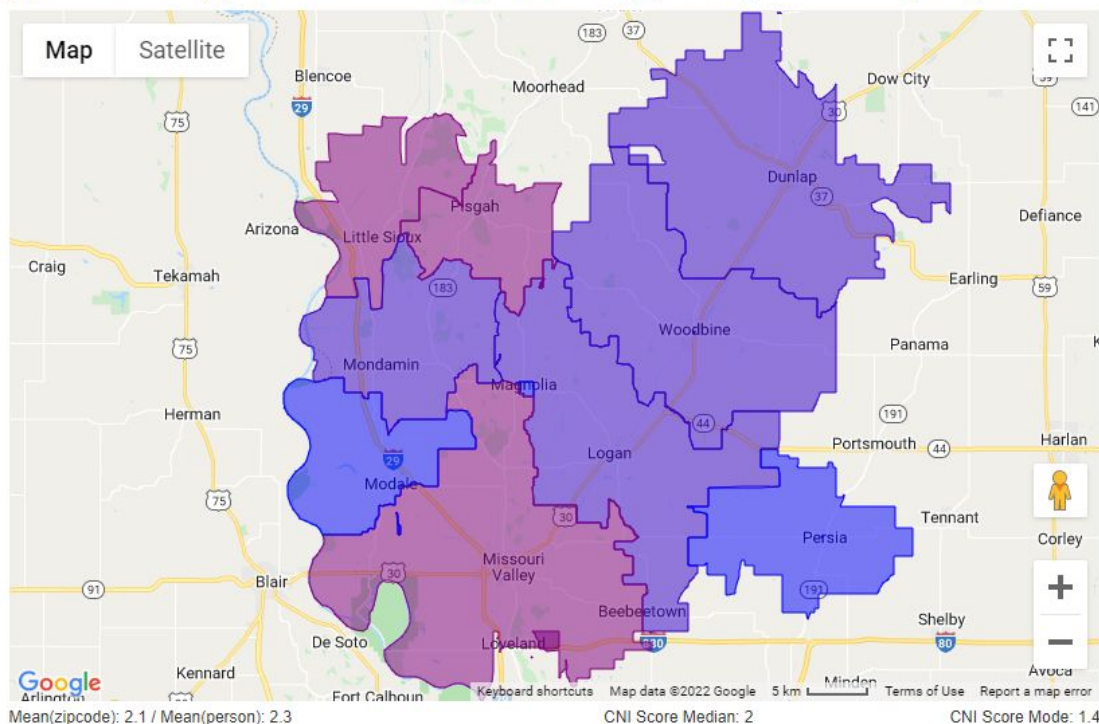 Map Satellite
Blencoe
29
183
37
Moorhead
Dow City
59
75
30
141
Pisgah
Dunlap
37
Arizona
Little Sioux
Defiance
Craig
Tekamah
183
Earling
59
Woodbine
Panama
75
Mondamin
Magnolia
Herman
191
44
Portsmouth
44
Harlan
Logan
29
Modale
75
30
Tennant
Persia
Corley
Missouri
Valley
91
Blair
30
191
Beebeetown
Shelby
De Soto
Loveland
80
Kennard
Avoca
Minden
Google
Arlington
Fort Calhoun
Keyboard shortcuts Map data ©2022 Google 5 km Terms of Use Report a map error
Mean(zipcode): 2.1 / Mean(person): 2.3 CNI Score Median: 2 CNI Score Mode: 1.4